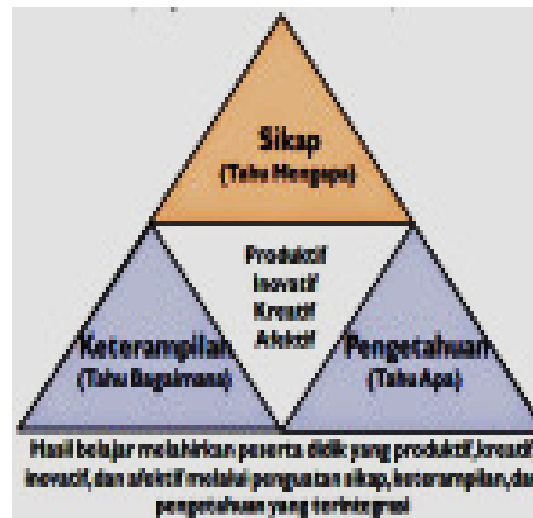 Sikap
(Tahu Mengapa)
Produktif
Inovatif
Kreatif
Afektif
Keterampilan
(Tahu Bagaimana)
Pengetahuan
(Tahu Apa)
Hasil belajar melahirkan peserta didik yang produktif, kreatif
inovatif, dan afektif melalui penguatan sikap, keterampilan, dan
pengetahuan yang terintegrasi